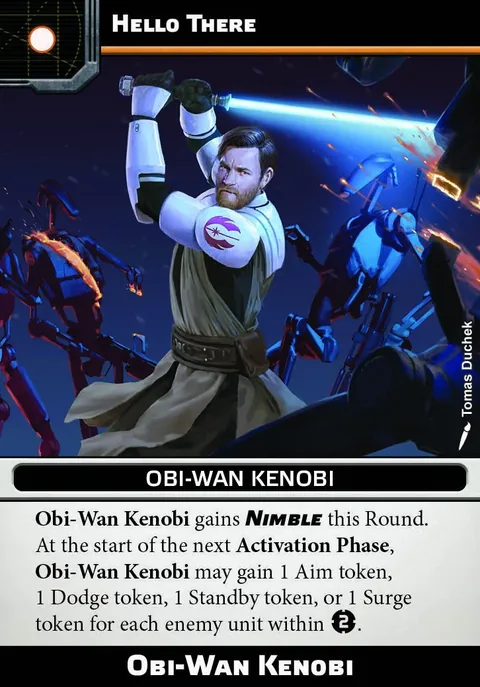 Hello There
Tomas Duchek
OBI-WAN KENOBI
Obi-Wan Kenobi gains Nimble this Round.
At the start of the next Activation Phase,
Obi-Wan Kenobi may gain 1 Aim token,
1 Dodge token, 1 Standby token, or 1 Surge
token for each enemy unit within 2.
Obi-Wan Kenobi